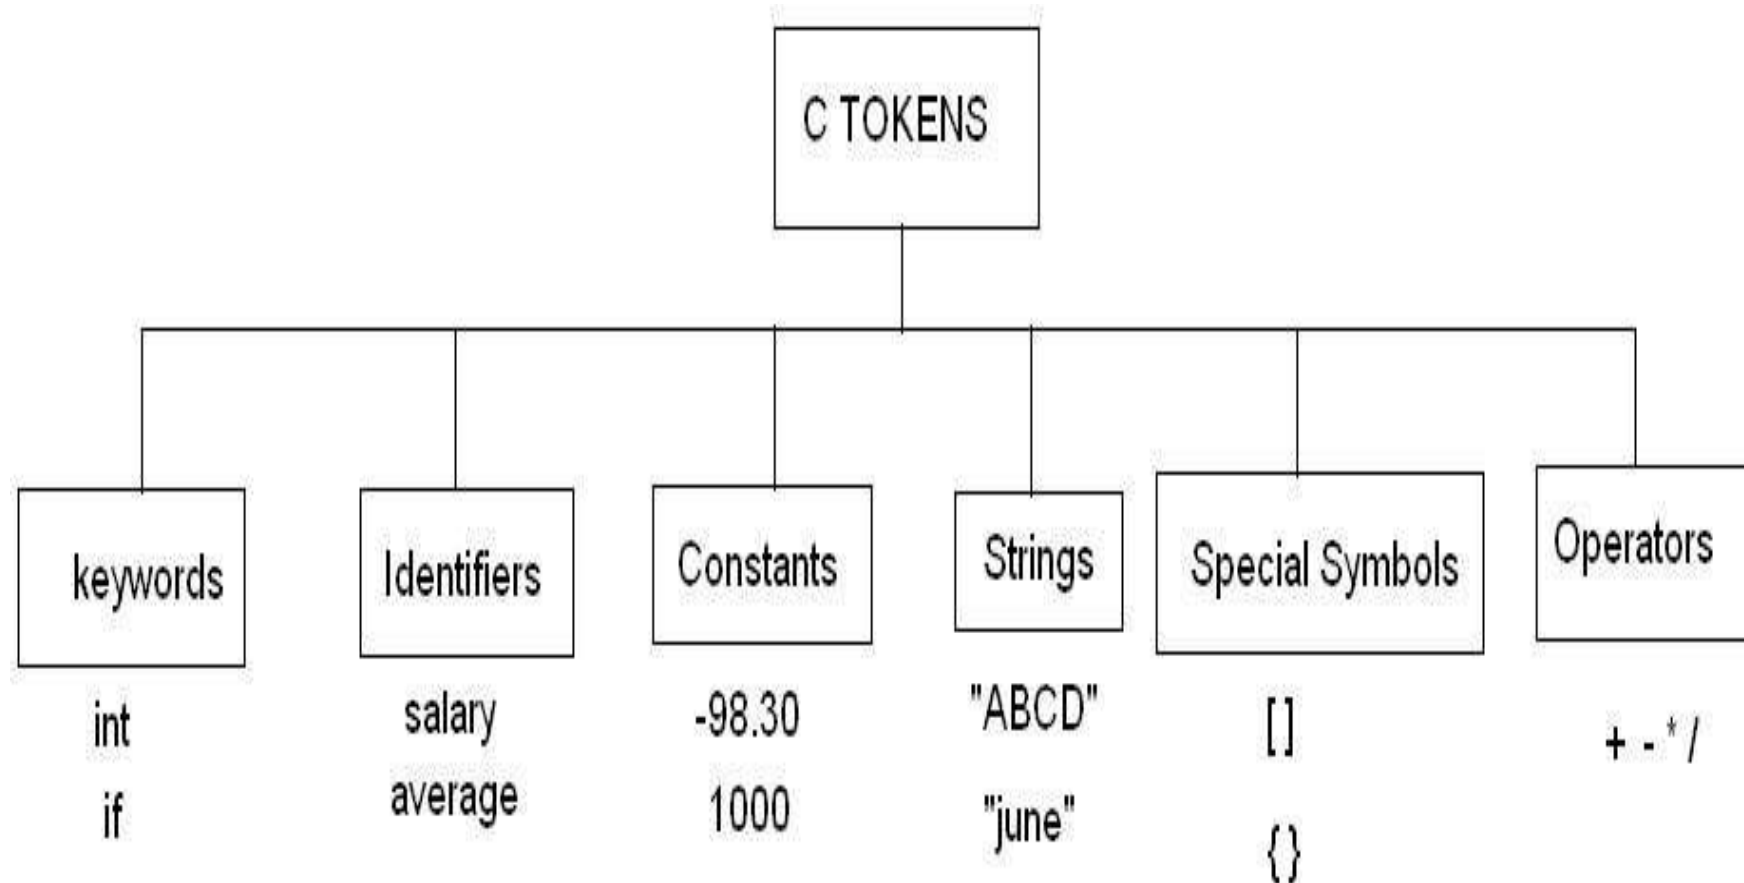 C TOKENS
keywords
Identifiers
Constants
Strings
Special Symbols
Operators
int
if
salary
average
-98.30
1000
"ABCD"
"june"
[ ]
{ }
+ - * /